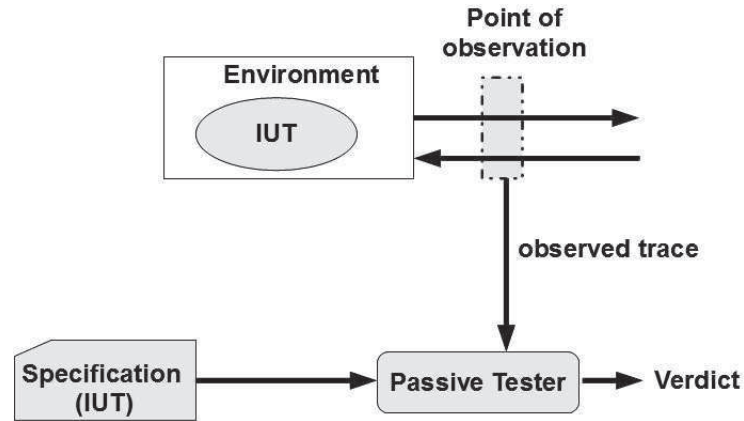 Point of
observation
Environment
IUT
observed trace
Specification
(IUT)
Passive Tester
Verdict